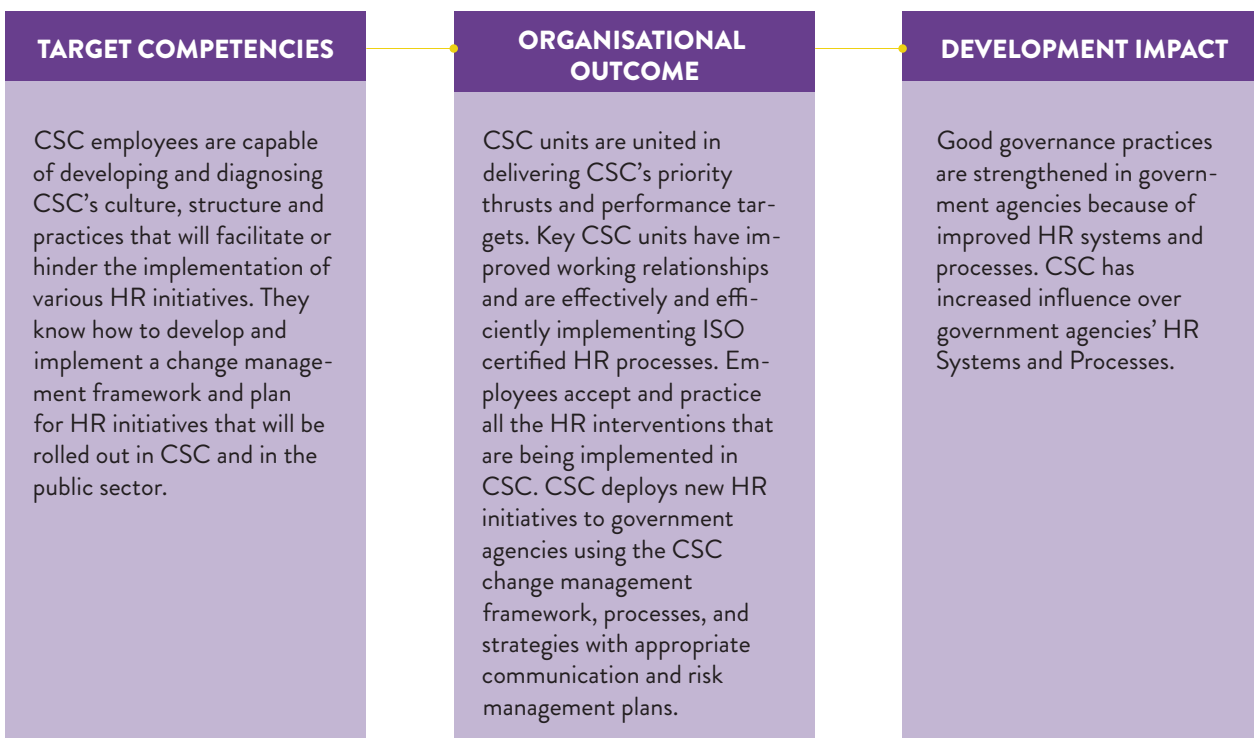 TARGET COMPETENCIES
CSC employees are capable
of developing and diagnosing
CSC’s culture, structure and
practices that will facilitate or
hinder the implementation of
various HR initiatives. They
know how to develop and
implement a change manage-
ment framework and plan
for HR initiatives that will be
rolled out in CSC and in the
public sector.
ORGANISATIONAL
OUTCOME
CSC units are united in
delivering CSC’s priority
thrusts and performance tar-
gets. Key CSC units have im-
proved working relationships
and are effectively and effi-
ciently implementing ISO
certified HR processes. Em-
ployees accept and practice
all the HR interventions that
are being implemented in
CSC. CSC deploys new HR
initiatives to government
agencies using the CSC
change management
framework, processes, and
strategies with appropriate
communication and risk
management plans.
DEVELOPMENT IMPACT
Good governance practices
are strengthened in govern-
ment agencies because of
improved HR systems and
processes. CSC has
increased influence over
government agencies’ HR
Systems and Processes.